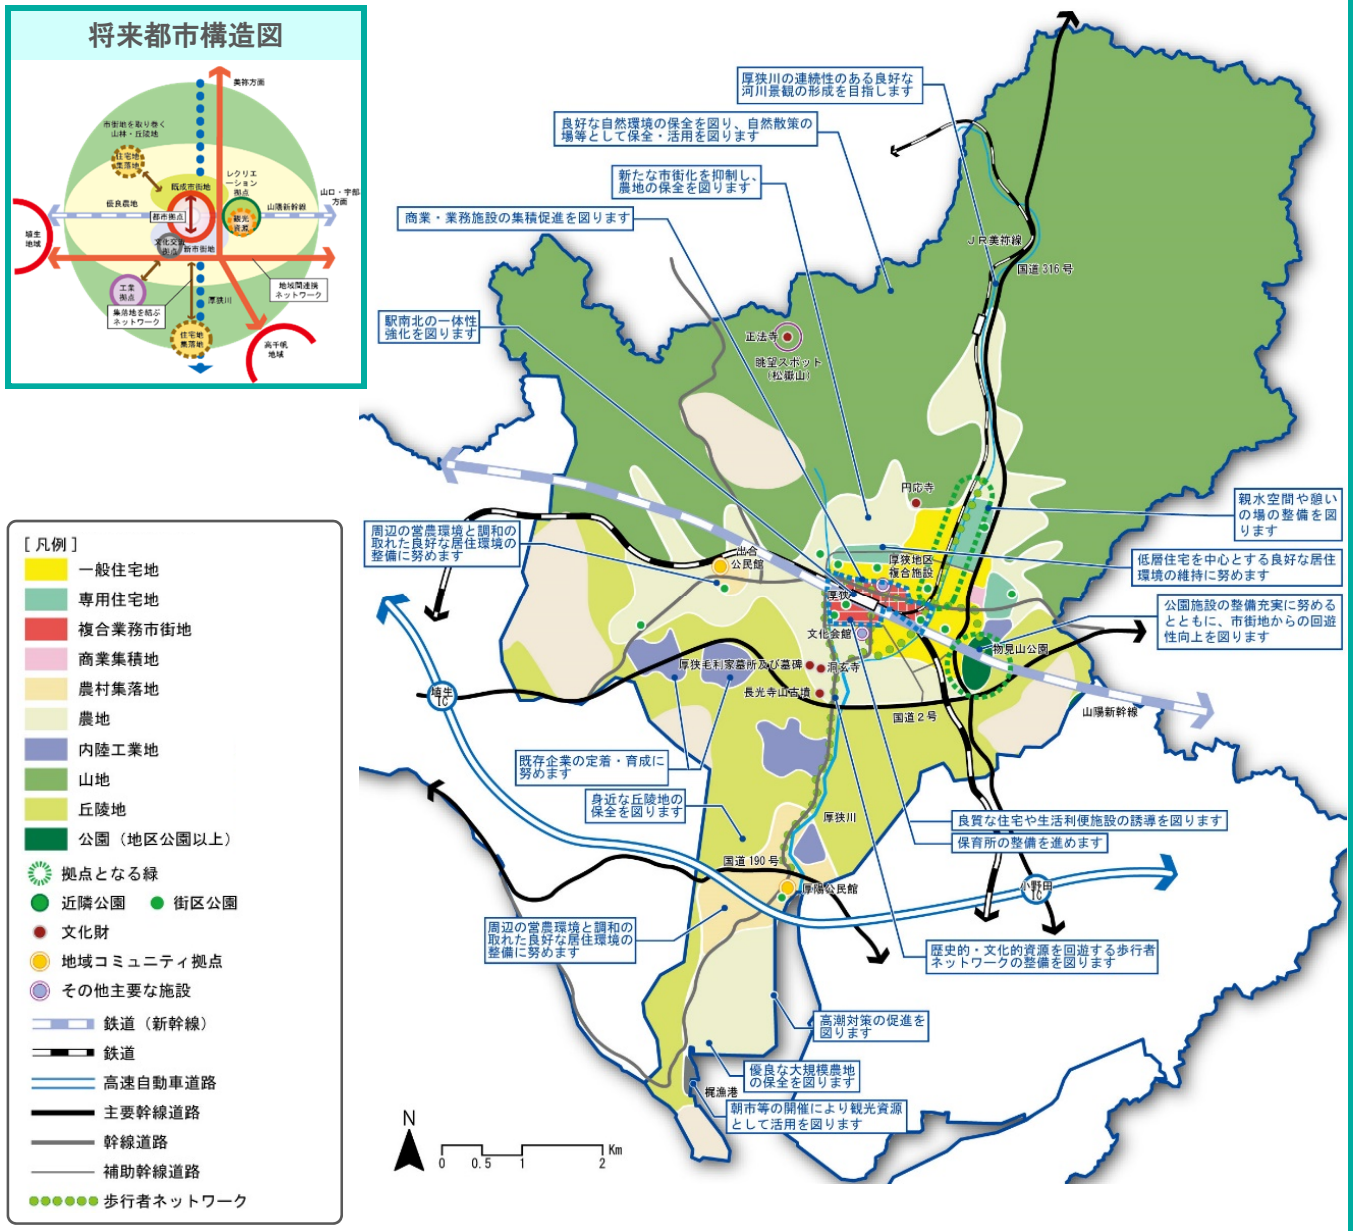 将来都市構造図
美祢方面
市街地を取り巻く
山林・丘陵地
住宅地
集落地
既成市街地
レクリエ
ーション
拠点
山口・宇部
方面
優良農地
山陽新幹線
都市拠点
観光
資源
埴生
地域
文化交流
拠点
新市街地
工業
拠点
厚狭川
地域間連携
ネットワーク
集落地を結ぶ
ネットワーク
住宅地
集落地
高千帆
地域
[ 凡例 ]
一般住宅地
専用住宅地
複合業務市街地
商業集積地
農村集落地
農地
内陸工業地
山地
丘陵地
公園（地区公園以上）
拠点となる緑
近隣公園
街区公園
文化財
地域コミュニティ拠点
その他主要な施設
鉄道（新幹線）
鉄道
高速自動車道路
主要幹線道路
幹線道路
補助幹線道路
歩行者ネットワーク
厚狭川の連続性のある良好な
河川景観の形成を目指します
良好な自然環境の保全を図り、自然散策の
場等として保全・活用を図ります
新たな市街化を抑制し、
農地の保全を図ります
商業・業務施設の集積促進を図ります
駅南北の一体性
強化を図ります
ＪＲ美祢線
国道316号
正法寺
眺望スポット
（松嶽山）
円応寺
親水空間や憩い
の場の整備を図
ります
周辺の営農環境と調和の
取れた良好な居住環境の
整備に努めます
出合
公民館
厚狭地区
複合施設
低層住宅を中心とする良好な居住
環境の維持に努めます
厚狭
公園施設の整備充実に努める
とともに、市街地からの回遊
性向上を図ります
文化会館
物見山公園
厚狭毛利家墓所及び墓碑
洞玄寺
長光寺山古墳
埴生
IC
国道２号
山陽新幹線
既存企業の定着・育成に
努めます
身近な丘陵地の
保全を図ります
厚狭川
良質な住宅や生活利便施設の誘導を図ります
保育所の整備を進めます
国道190号
厚陽公民館
小野田
IC
周辺の営農環境と調和の
取れた良好な居住環境の
整備に努めます
歴史的・文化的資源を回遊する歩行者
ネットワークの整備を図ります
高潮対策の促進を
図ります
優良な大規模農地
の保全を図ります
梶漁港
朝市等の開催により観光資源
として活用を図ります
N
0 0.5 1 2 Km